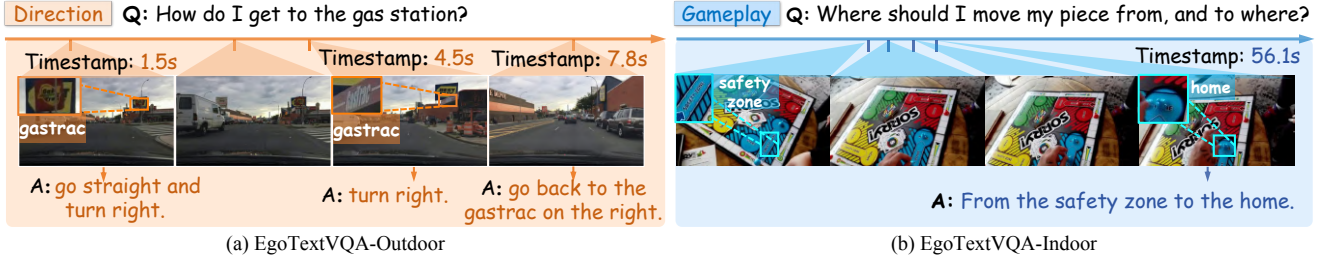 Direction Q: How do I get to the gas station?
Timestamp: 1.5s
Timestamp: 4.5s
Timestamp: 7.8s
gastrac
gastrac
A: go straight and
turn right.
A: turn right.
A: go back to the
gastrac on the right.
(a) EgoTextVQA-Outdoor
Gameplay Q: Where should I move my piece from, and to where?
Timestamp: 56.1s
safety
zone
home
SORRY!
SORRY!
SORRY!
SORRY!
A: From the safety zone to the home.
(b) EgoTextVQA-Indoor